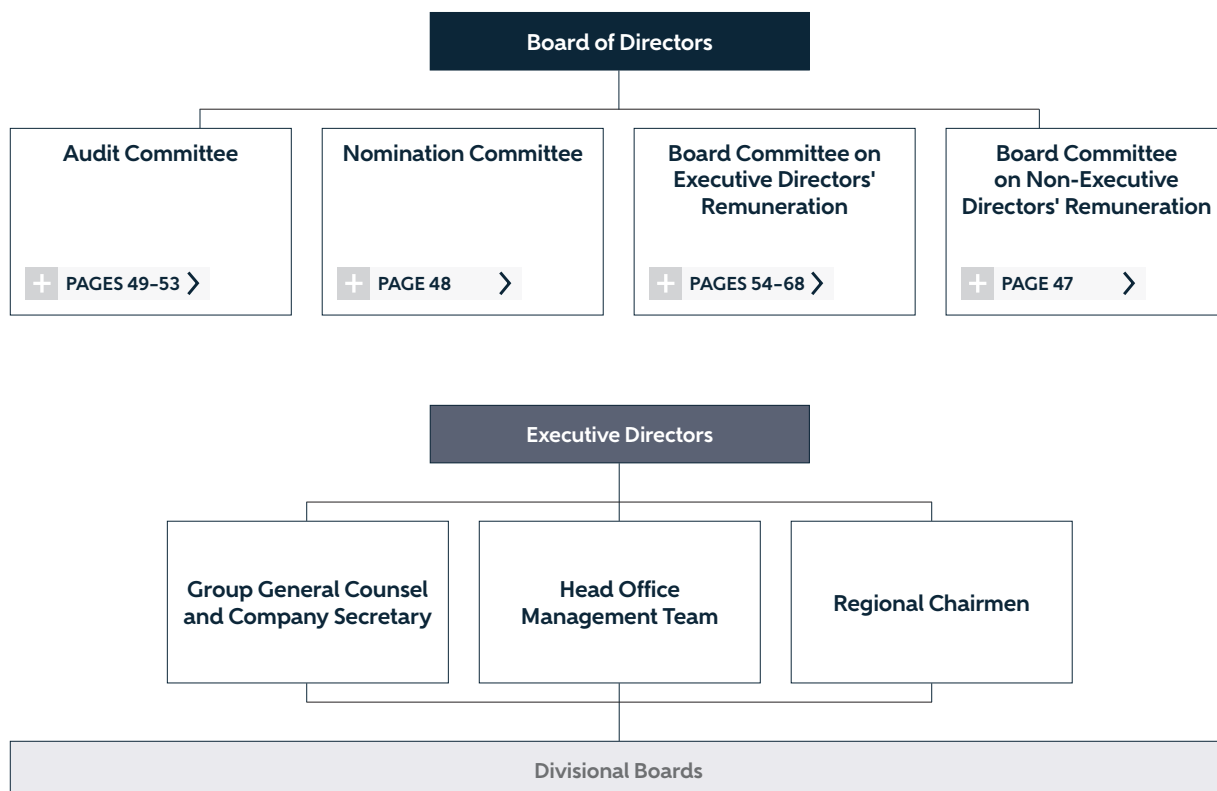 Board of Directors
Audit Committee
+ PAGES 49–53
Nomination Committee
+ PAGE 48
Board Committee on
Executive Directors'
Remuneration
+ PAGES 54–68
Board Committee
on Non-Executive
Directors' Remuneration
+ PAGE 47
Executive Directors
Group General Counsel
and Company Secretary
Head Office
Management Team
Regional Chairmen
Divisional Boards